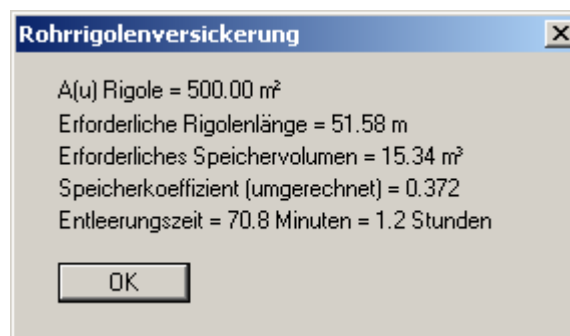 Rohrrigolenversickerung
A(u) Rigole = 500.00 m²
Erforderliche Rigolenlänge = 51.58 m
Erforderliches Speichervolumen = 15.34 m³
Speicherkoeffizient (umgerechnet) = 0.372
Entleerungszeit = 70.8 Minuten = 1.2 Stunden
OK